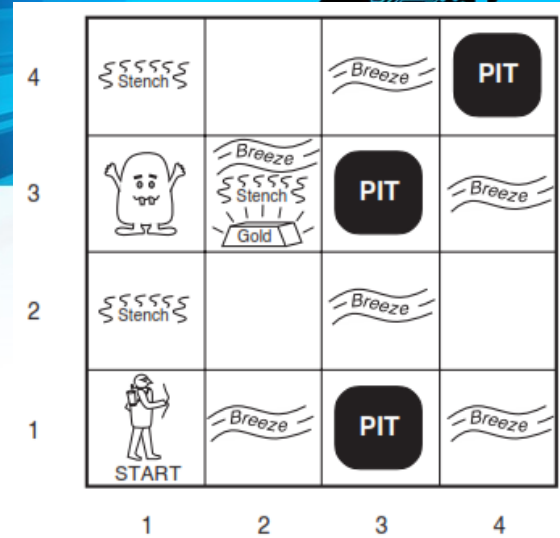 4 Stench Breeze PIT
Breeze
3 Stench PIT Breeze
Gold
2 Stench Breeze
1 Breeze PIT Breeze
START
1 2 3 4